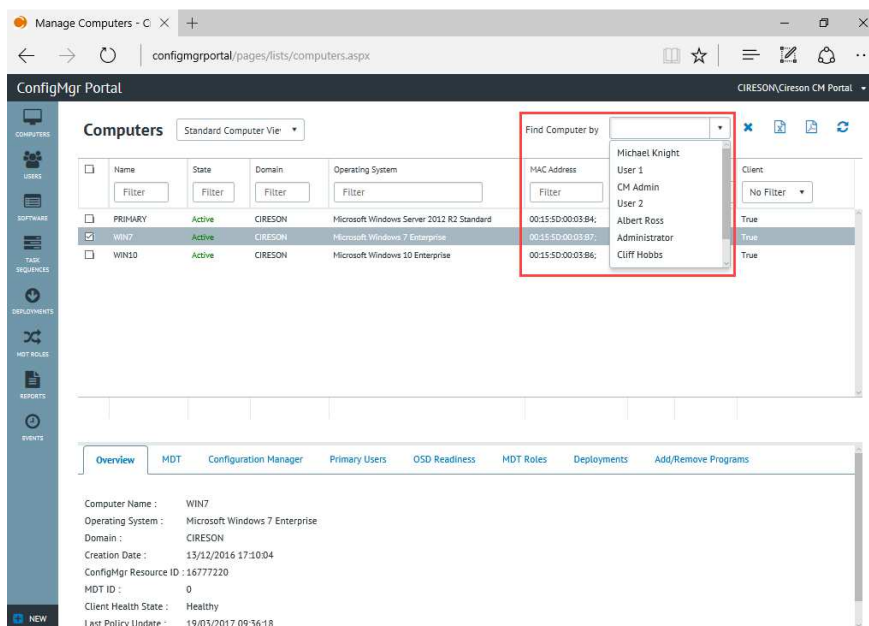 Manage Computers - Ci
configmgrportal/pages/lists/computers.aspx
ConfigMgr Portal
CIRESON\Cireson CM Portal
COMPUTERS
USERS
SOFTWARE
TASK SEQUENCES
DEPLOYMENTS
MDT ROLES
REPORTS
EVENTS
NEW
Computers
Standard Computer Vie
Find Computer by
Michael Knight
User 1
CM Admin
User 2
Albert Ross
Administrator
Cliff Hobbs
Name State Domain Operating System MAC Address Client
Filter Filter Filter Filter Filter No Filter
PRIMARY Active CIRESON Microsoft Windows Server 2012 R2 Standard 00:15:5D:00:03:B4; True
WIN7 Active CIRESON Microsoft Windows 7 Enterprise 00:15:5D:00:03:B7; True
WIN10 Active CIRESON Microsoft Windows 10 Enterprise 00:15:5D:00:03:B6; True
Overview MDT Configuration Manager Primary Users OSD Readiness MDT Roles Deployments Add/Remove Programs
Computer Name : WIN7
Operating System : Microsoft Windows 7 Enterprise
Domain : CIRESON
Creation Date : 13/12/2016 17:10:04
ConfigMgr Resource ID : 16777220
MDT ID : 0
Client Health State : Healthy
Last Policy Update : 19/03/2017 09:36:18